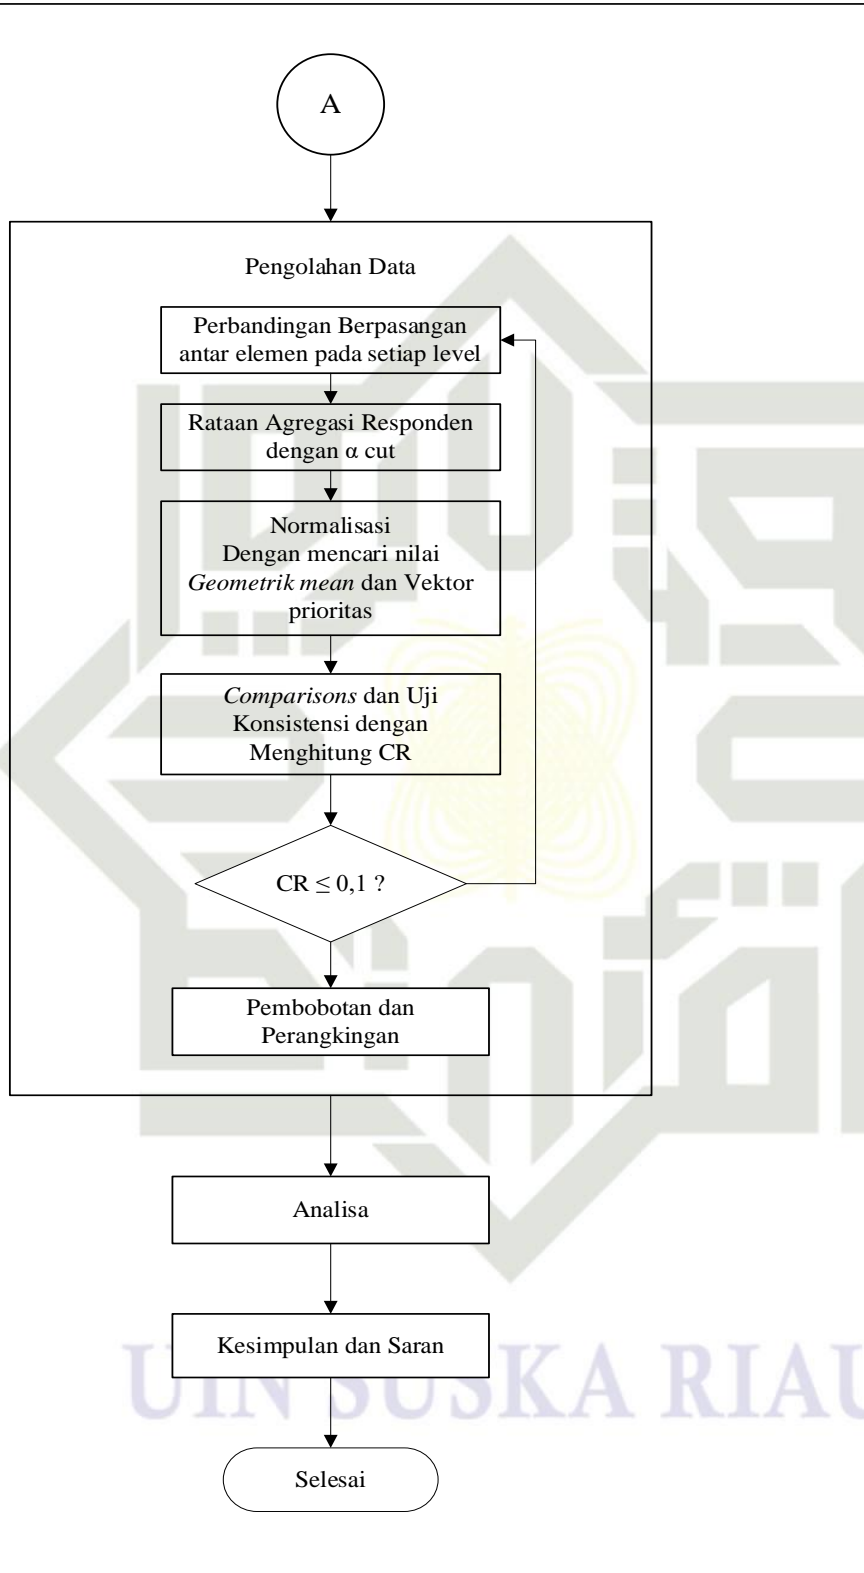 A
Pengolahan Data
Perbandingan Berpasangan
antar elemen pada setiap level
Rataan Agregasi Responden
dengan α cut
Normalisasi
Dengan mencari nilai
Geometrik mean dan Vektor
prioritas
Comparisons dan Uji
Konsistensi dengan
Menghitung CR
CR ≤ 0,1 ?
Pembobotan dan
Perangkingan
Analisa
Kesimpulan dan Saran
UIN SUSKA RIAU
Selesai